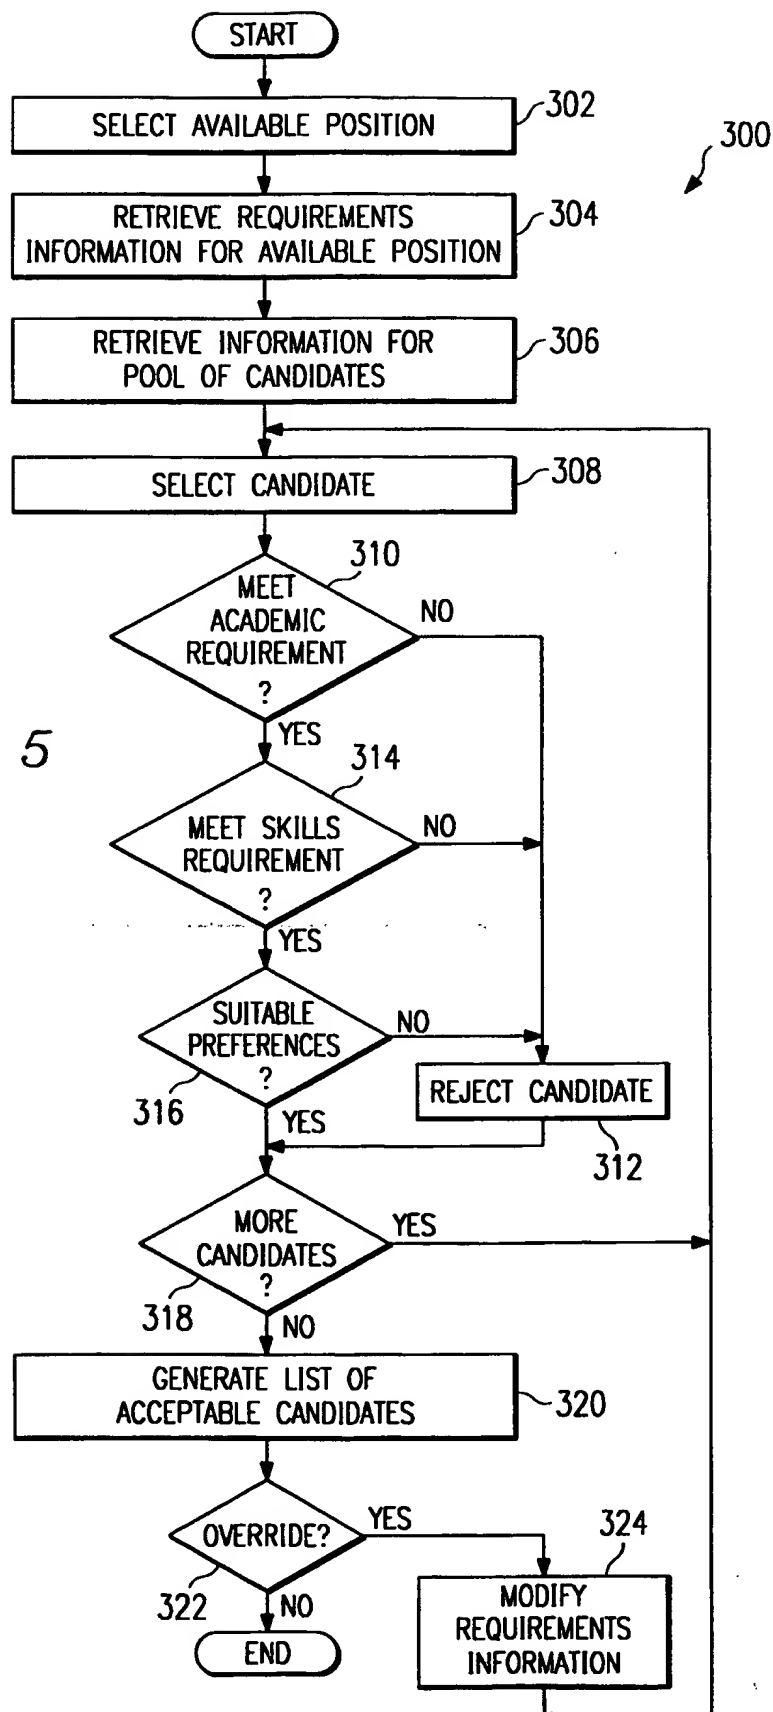 START
SELECT AVAILABLE POSITION
302
300
RETRIEVE REQUIREMENTS
INFORMATION FOR AVAILABLE POSITION
304
RETRIEVE INFORMATION FOR
POOL OF CANDIDATES
306
SELECT CANDIDATE
308
310
MEET
ACADEMIC
REQUIREMENT
?
NO
YES
5
314
MEET SKILLS
REQUIREMENT
?
NO
YES
SUITABLE
PREFERENCES
?
NO
316
YES
REJECT CANDIDATE
312
MORE
CANDIDATES
?
YES
318
NO
GENERATE LIST OF
ACCEPTABLE CANDIDATES
320
OVERRIDE?
YES
322
NO
324
MODIFY
REQUIREMENTS
INFORMATION
END